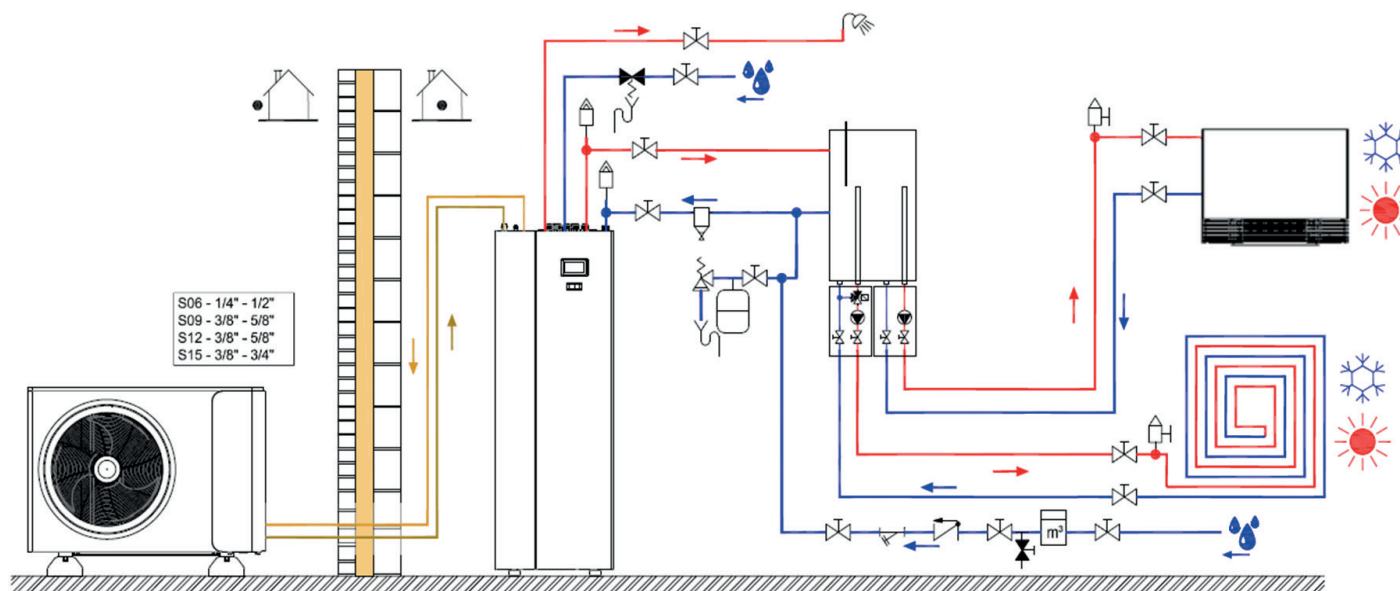 S06 - 1/4" - 1/2"
S09 - 3/8" - 5/8"
S12 - 3/8" - 5/8"
S15 - 3/8" - 3/4"
m³